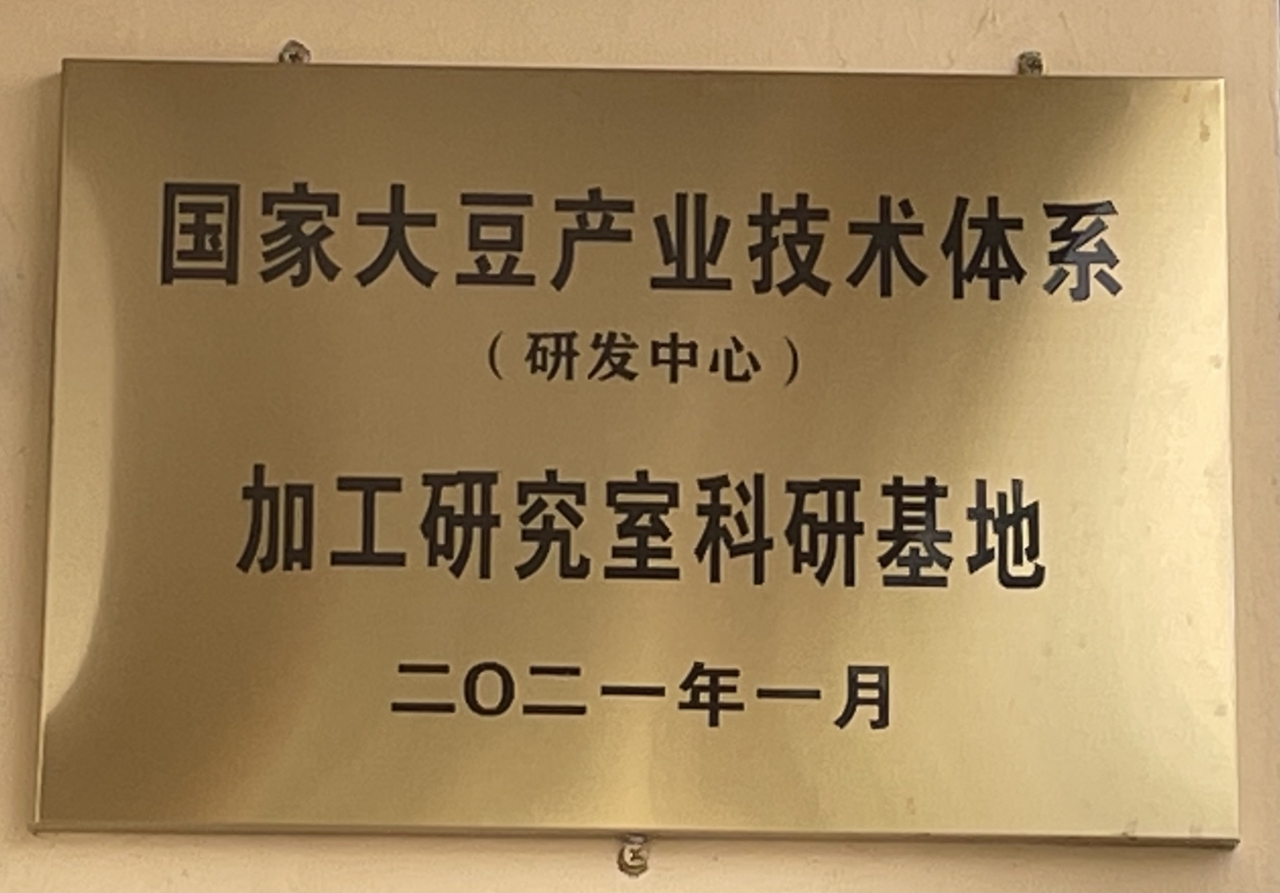 国家大豆产业技术体系
（研发中心）
加工研究室科研基地
二〇二一年一月